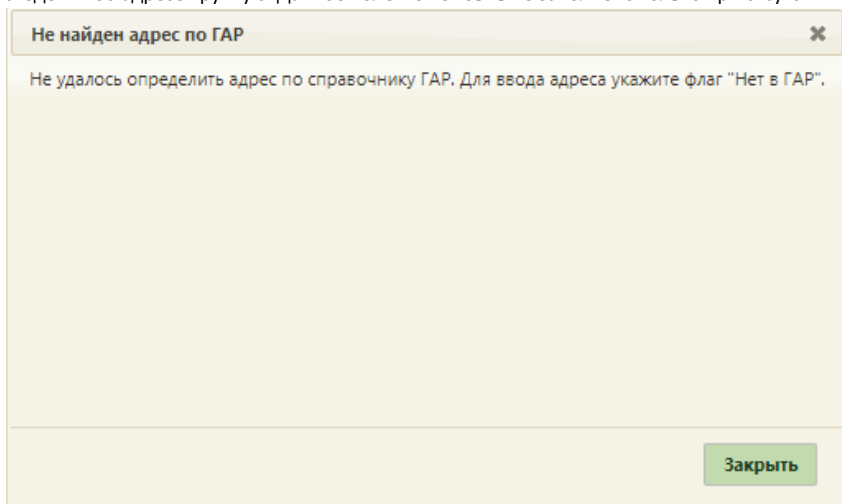 Не найден адрес по ГАР
Не удалось определить адрес по справочнику ГАР. Для ввода адреса укажите флаг "Нет в ГАР".
Закрыть